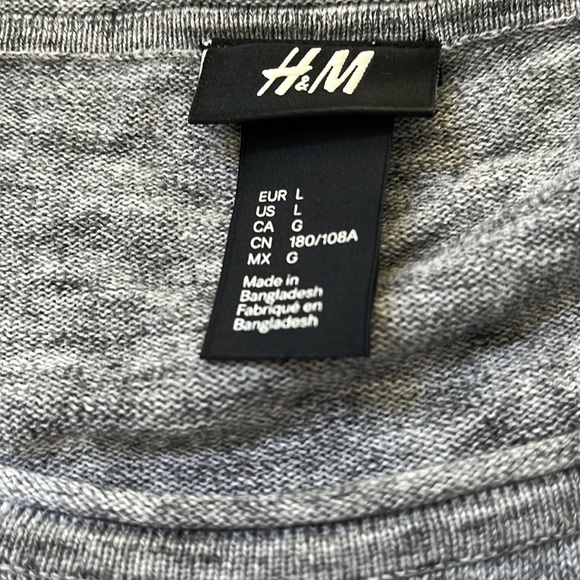 H&M
EUR L
US L
CA G
CN 180/108A
MX G
Made in
Bangladesh
Fabriqué en
Bangladesh